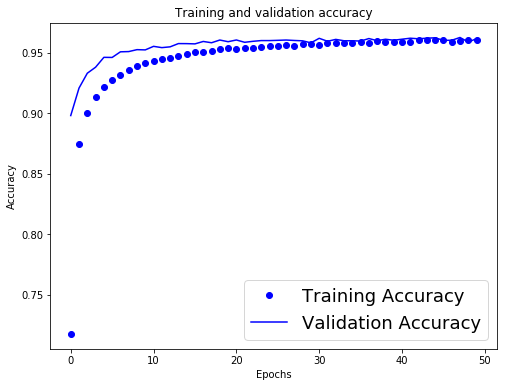 Training and validation accuracy
Accuracy
0.95
0.90
0.85
0.80
0.75
Training Accuracy
Validation Accuracy
0
10
20
30
40
50
Epochs